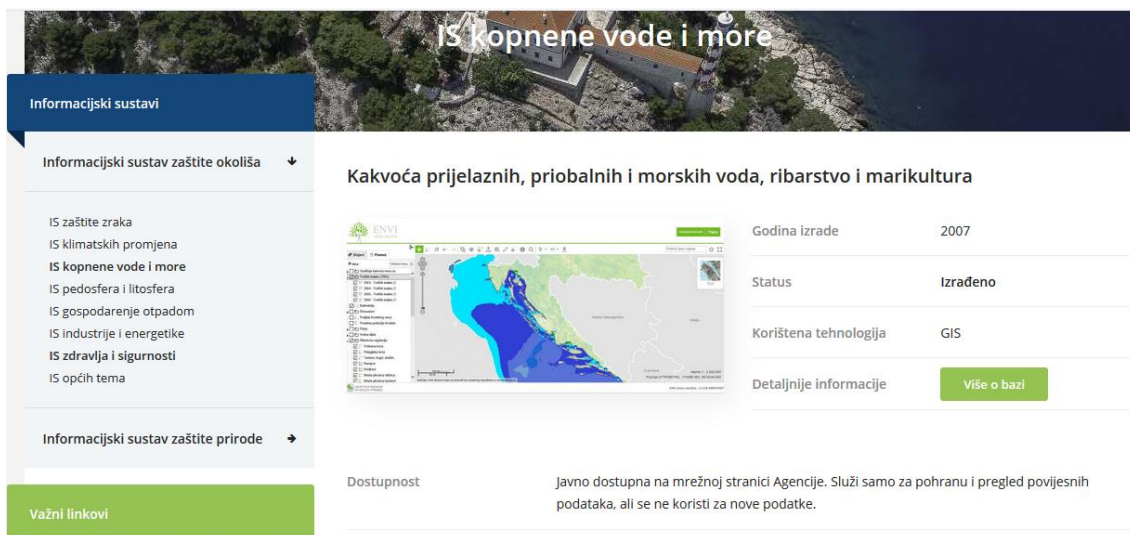 IS kopnene vode i more
Informacijski sustavi
Informacijski sustav zaštite okoliša
IS zaštite zraka
IS klimatskih promjena
IS kopnene vode i more
IS pedosfera i litosfera
IS gospodarenje otpadom
IS industrije i energetike
IS zdravlja i sigurnosti
IS općih tema
Informacijski sustav zaštite prirode
Važni linkovi
Kakvoća prijelaznih, priobalnih i morskih voda, ribarstvo i marikultura
ENVI
Godina izrade 2007
Status Izrađeno
Korištena tehnologija GIS
Detaljnije informacije Više o bazi
Dostupnost Javno dostupna na mrežnoj stranici Agencije. Služi samo za pohranu i pregled povijesnih
podataka, ali se ne koristi za nove podatke.